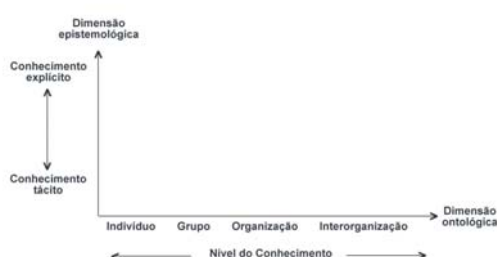 Dimensão
epistemológica
Conhecimento
explícito
Conhecimento
tácito
Indivíduo Grupo Organização Interorganização
Dimensão
ontológica
Nível do Conhecimento